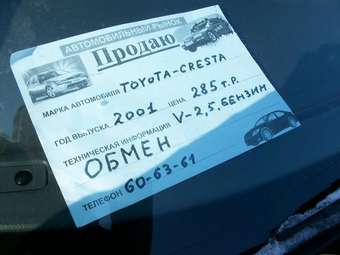 АВТОМОБИЛЬНЫЙ РЫНОК
Продаю
МАРКА АВТОМОБИЛЯ TOYOTA-CRESTA
ГОД ВЫПУСКА 2001 ЦЕНА 285 т.р.
ТЕХНИЧЕСКАЯ ИНФОРМАЦИЯ V-2,5. БЕНЗИН
ОБМЕН
ТЕЛЕФОН 60-63-61